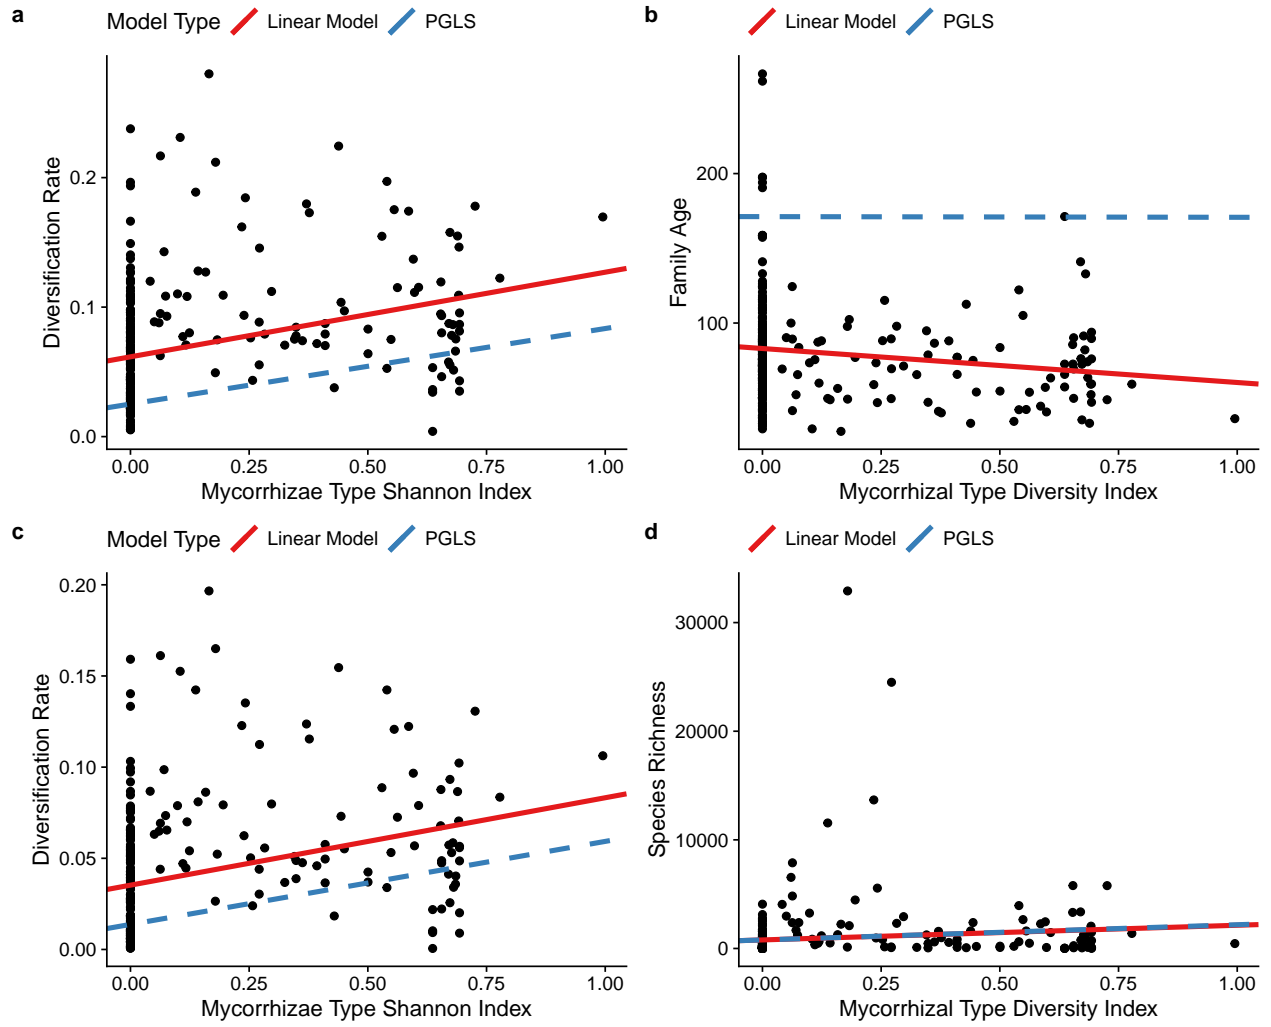 a
Model Type Linear Model PGLS
Diversification Rate
0.2
0.1
0.0
0.00 0.25 0.50 0.75 1.00
Mycorrhizae Type Shannon Index
b
Linear Model PGLS
Family Age
200
100
0.00 0.25 0.50 0.75 1.00
Mycorrhizal Type Diversity Index
c
Model Type Linear Model PGLS
Diversification Rate
0.20
0.15
0.10
0.05
0.00
0.00 0.25 0.50 0.75 1.00
Mycorrhizae Type Shannon Index
d
Linear Model PGLS
Species Richness
30000
20000
10000
0
0.00 0.25 0.50 0.75 1.00
Mycorrhizal Type Diversity Index